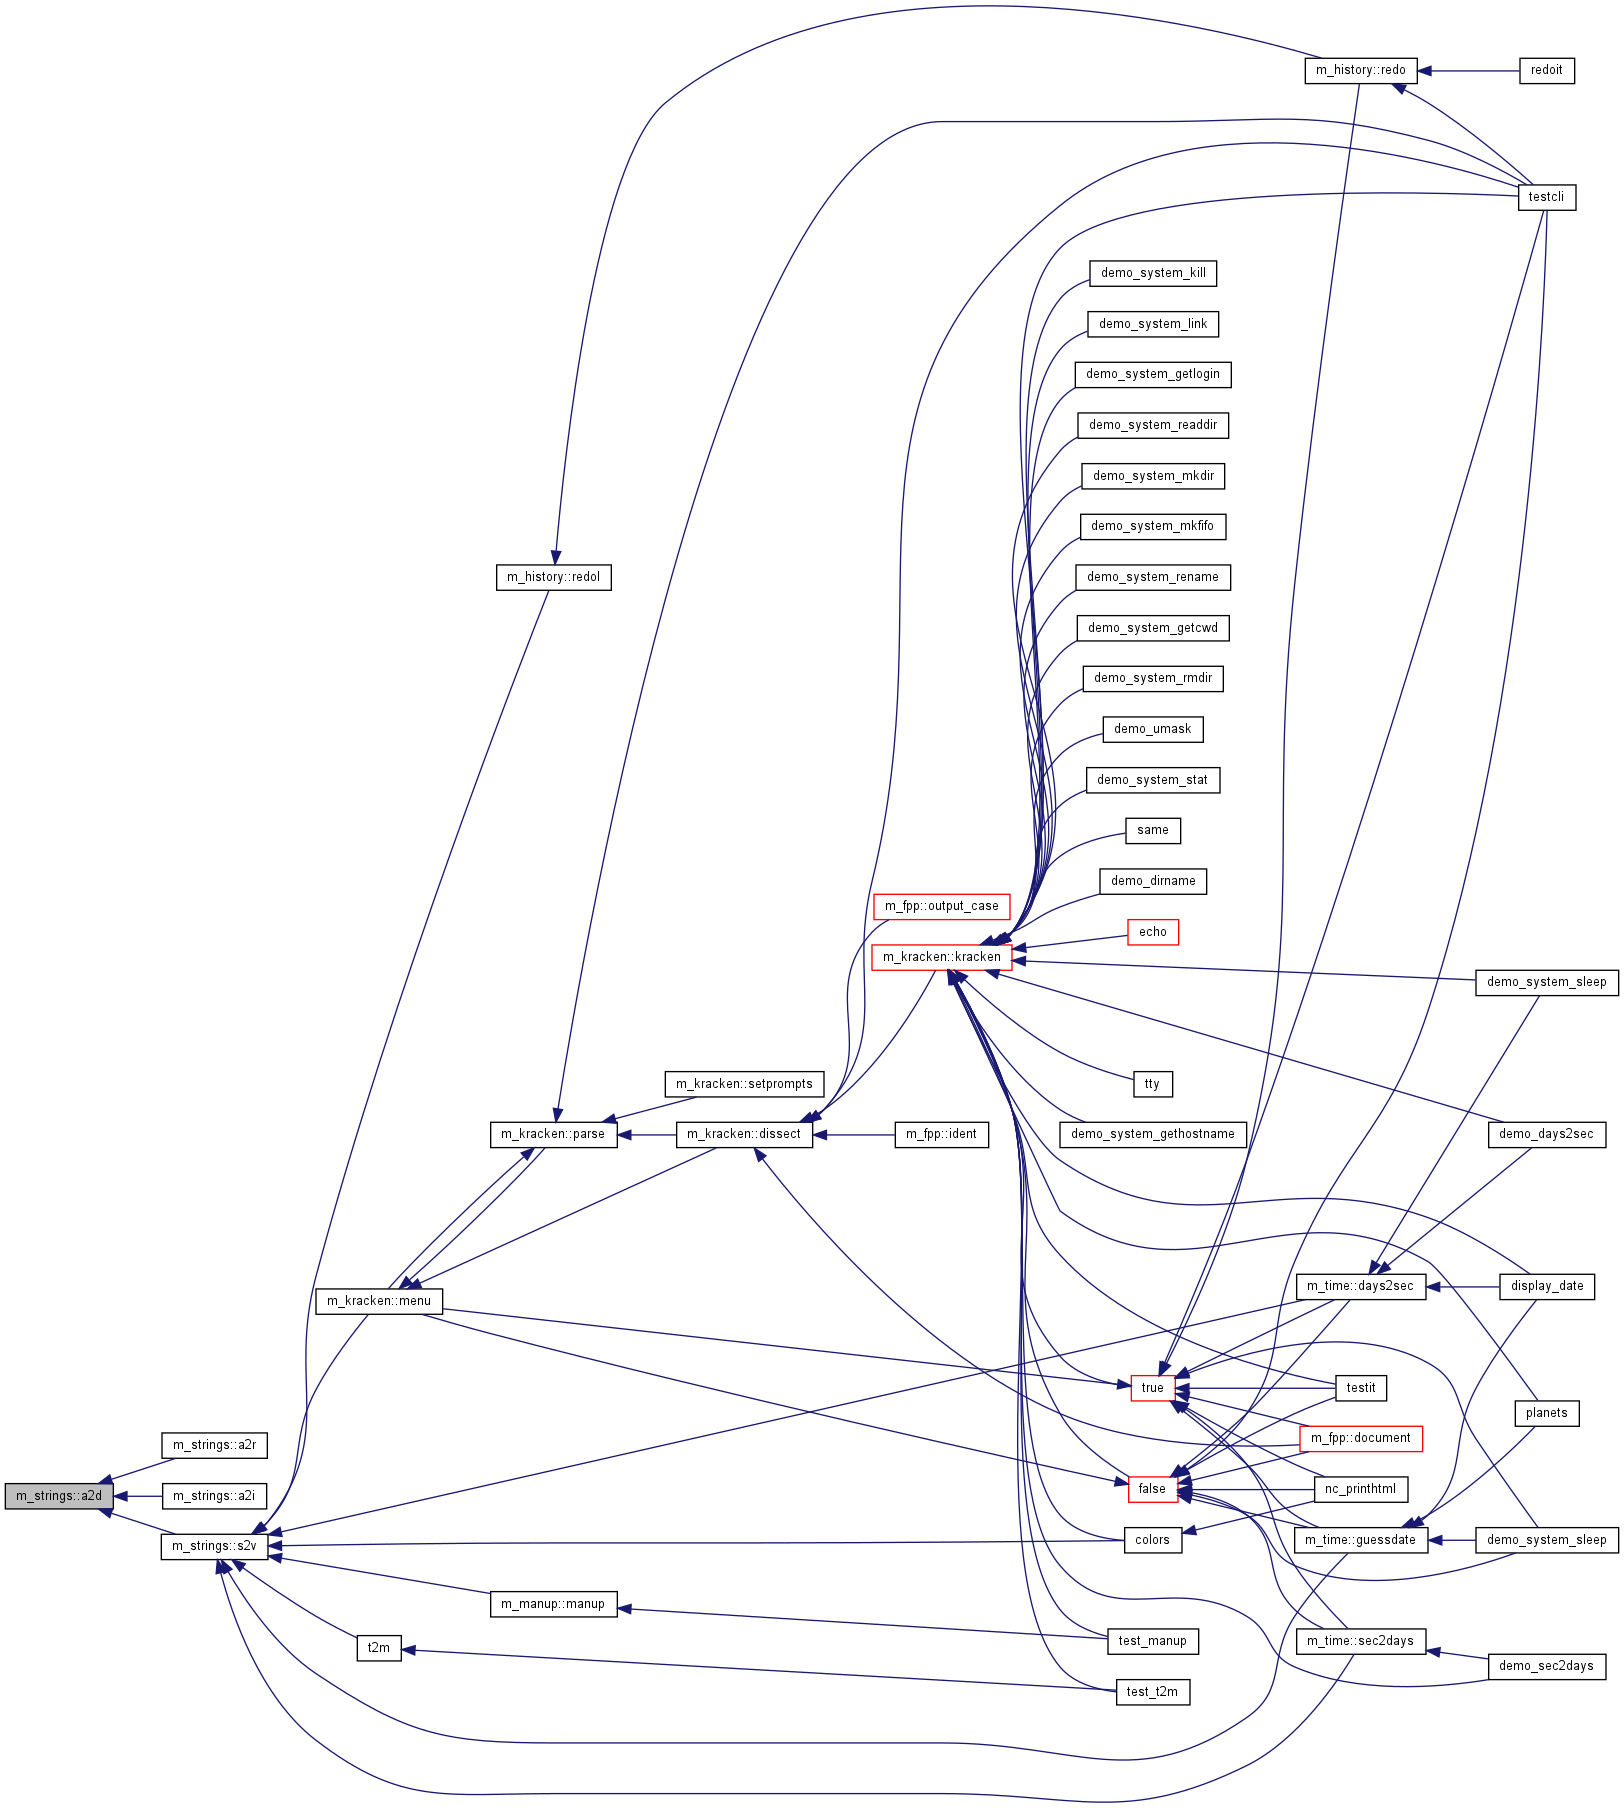 m_history::redo
redoit
testcli
demo_system_kill
demo_system_link
demo_system_getlogin
demo_system_readdir
demo_system_mkdir
demo_system_mkfifo
m_history::redol
demo_system_rename
demo_system_getcwd
demo_system_rmdir
demo_umask
demo_system_stat
same
demo_dirname
m_fpp::output_case
echo
m_kracken::kracken
demo_system_sleep
m_kracken::setprompts
tty
m_kracken::parse
m_kracken::dissect
m_fpp::ident
demo_system_gethostname
demo_days2sec
m_kracken::menu
m_time::days2sec
display_date
true
testit
planets
m_strings::a2r
m_fpp::document
m_strings::a2d
m_strings::a2i
false
nc_printhtml
m_strings::s2v
colors
m_time::guessdate
demo_system_sleep
m_manup::manup
t2m
test_manup
m_time::sec2days
demo_sec2days
test_t2m